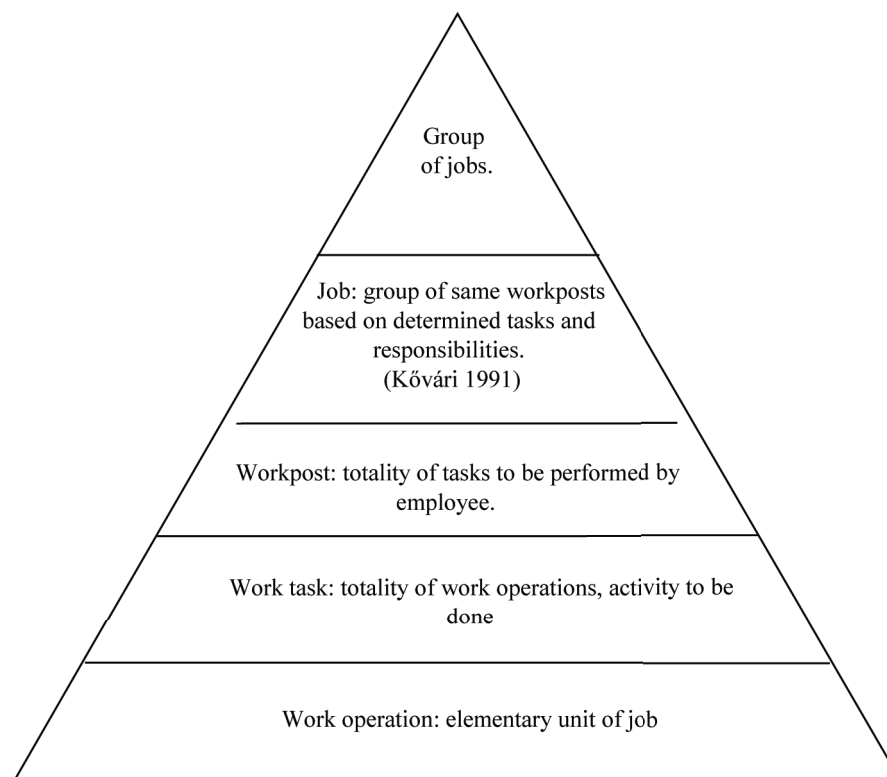 Group
of jobs.
Job: group of same workposts
based on determined tasks and
responsibilities.
(Kővári 1991)
Workpost: totality of tasks to be performed by
employee.
Work task: totality of work operations, activity to be
done
Work operation: elementary unit of job